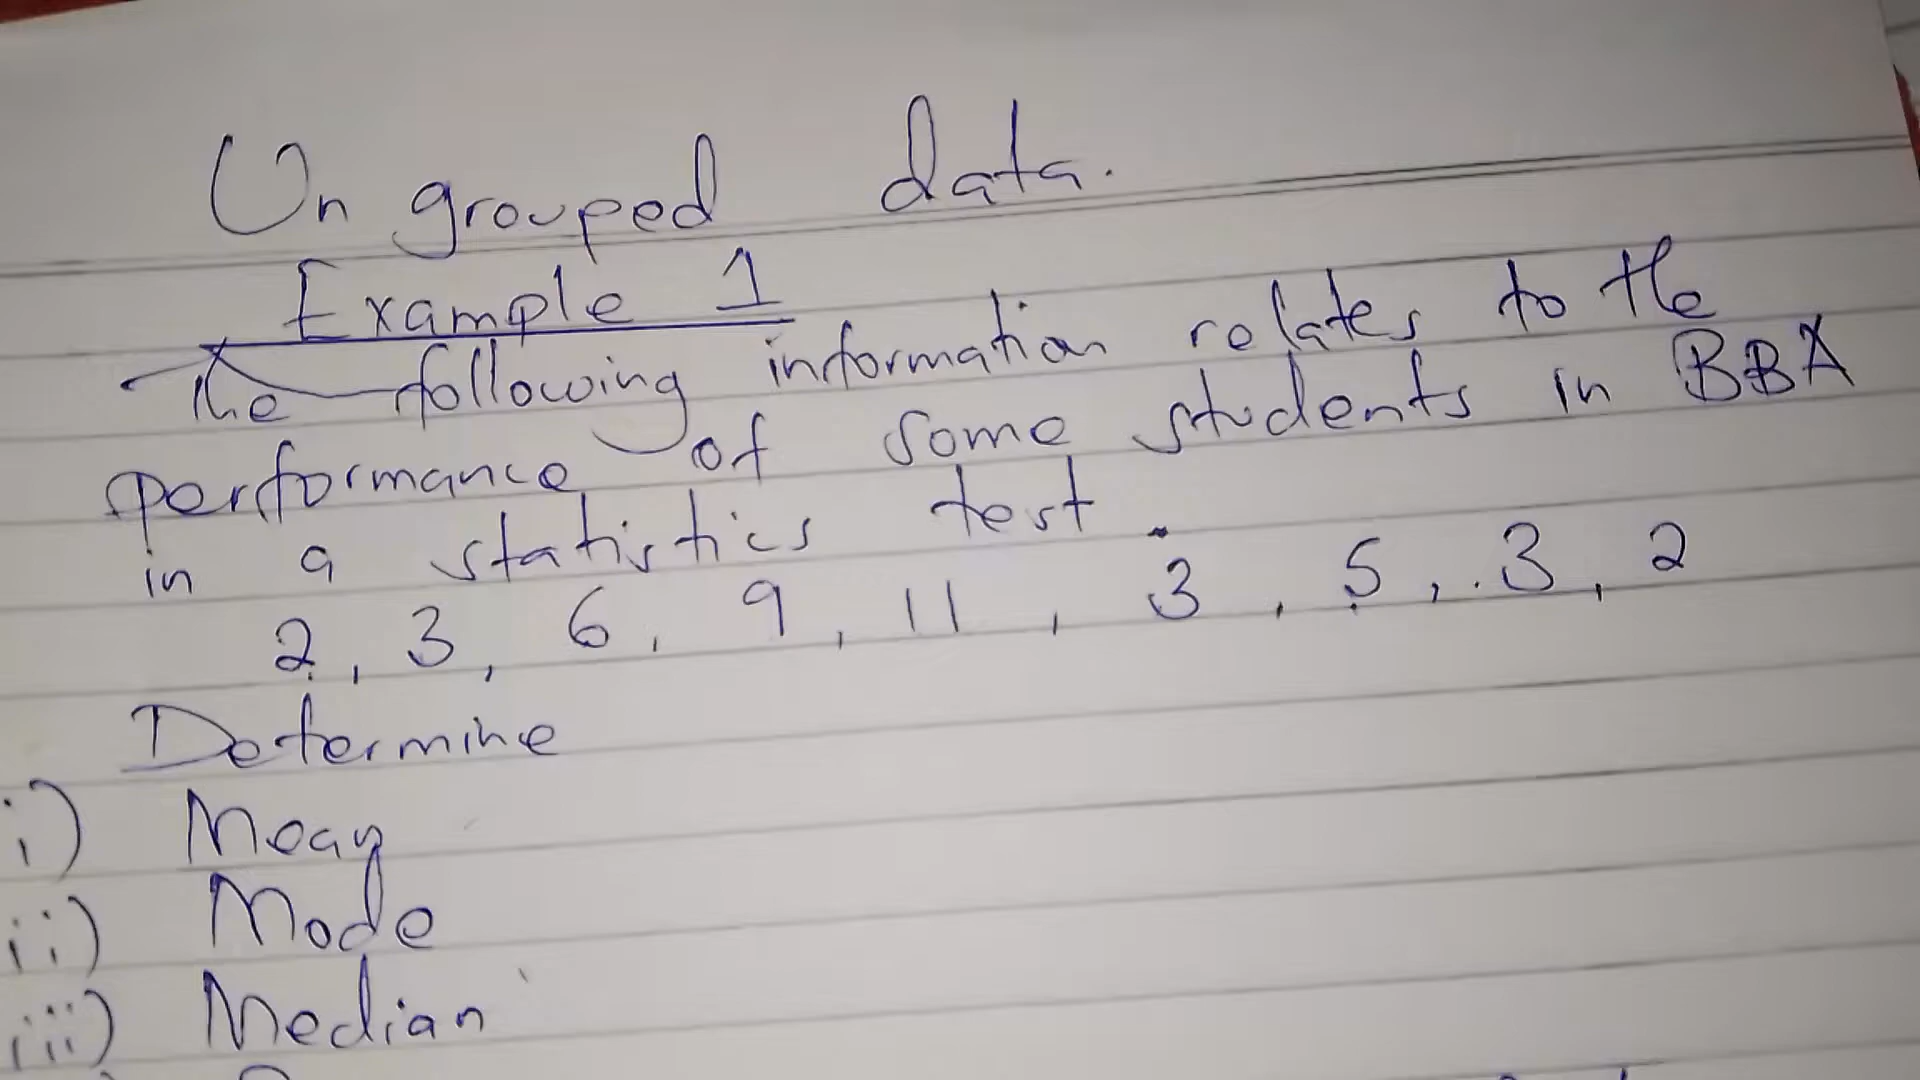 Un grouped data.
Example 1
The following information relates to the
performance of some students in BBA
in a statistics test.
2, 3, 6, 9, 11, 3, 5, 3, 2
Determine
i) Mean
ii) Mode
iii) Median